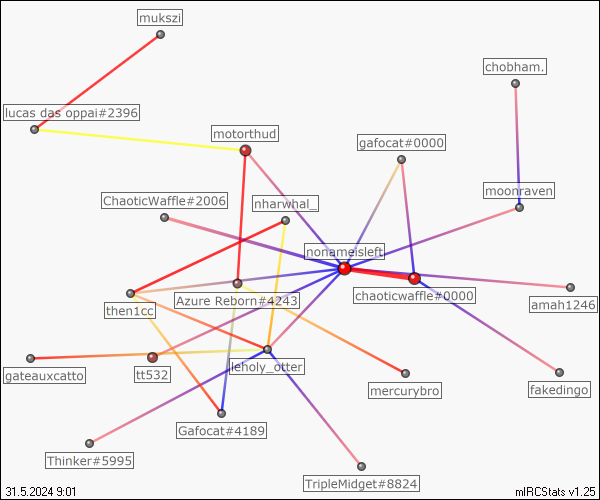 mukszi
chobham.
lucas das oppai#2396
motorthud
gafocat#0000
moonraven
ChaoticWaffle#2006
nharwhal_
nonameisleft
Azure Reborn#4243
chaoticwaffle#0000
amah1246
then1cc
gateauxcatto
tt532
leholy_otter
mercurybro
fakedingo
Gafocat#4189
Thinker#5995
TripleMidget#8824
31.5.2024 9:01
mIRCStats v1.25